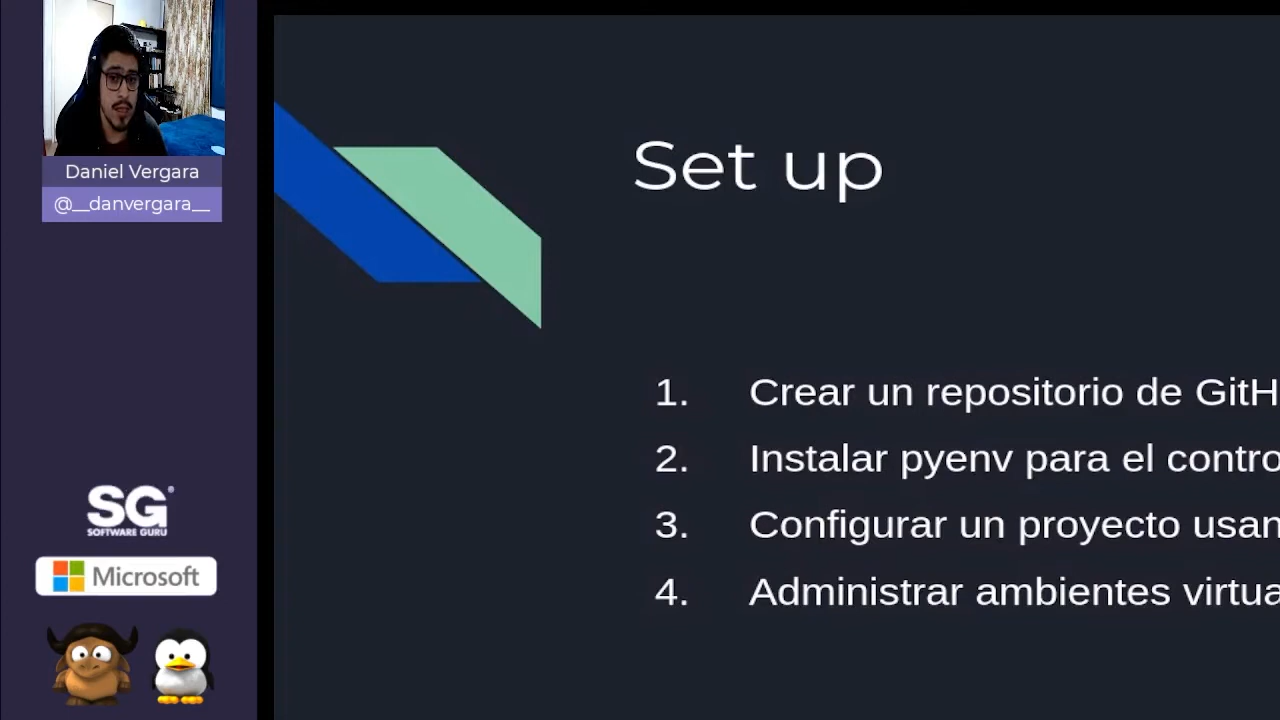 Daniel Vergara
@__danvergara__
SG
SOFTWARE GURU
Microsoft
Set up
1. Crear un repositorio de GitH
2. Instalar pyenv para el contro
3. Configurar un proyecto usan
4. Administrar ambientes virtua